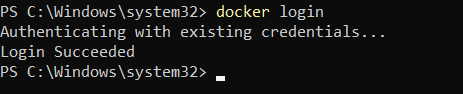 PS C:\Windows\system32> docker login
Authenticating with existing credentials...
Login Succeeded
PS C:\Windows\system32>